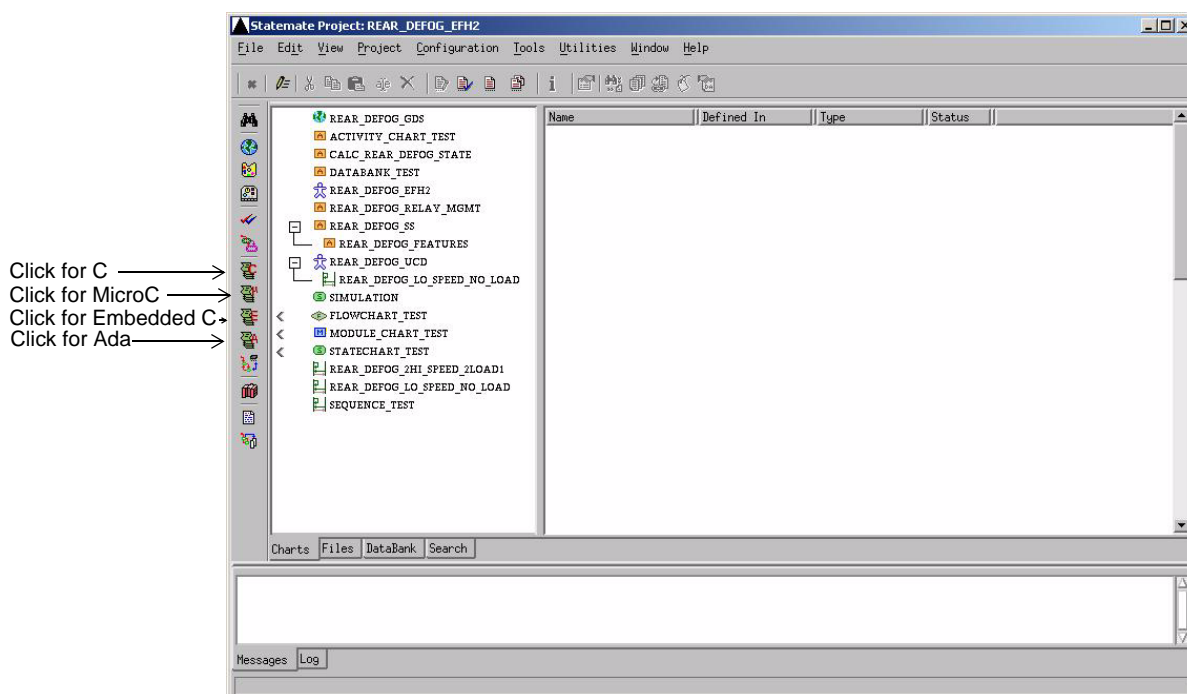 Statemate Project: REAR_DEFOG_EFH2
File Edit View Project Configuration Tools Utilities Window Help
Name Defined In Type Status
REAR_DEFOG_GDS
ACTIVITY_CHART_TEST
CALC_REAR_DEFOG_STATE
DATABANK_TEST
REAR_DEFOG_EFH2
REAR_DEFOG_RELAY_MGMT
REAR_DEFOG_SS
REAR_DEFOG_FEATURES
REAR_DEFOG_UCD
REAR_DEFOG_LO_SPEED_NO_LOAD
SIMULATION
FLOWCHART_TEST
MODULE_CHART_TEST
STATECHART_TEST
REAR_DEFOG_2HI_SPEED_2LOAD1
REAR_DEFOG_LO_SPEED_NO_LOAD
SEQUENCE_TEST
Click for C
Click for MicroC
Click for Embedded C
Click for Ada
Charts Files DataBank Search
Messages Log